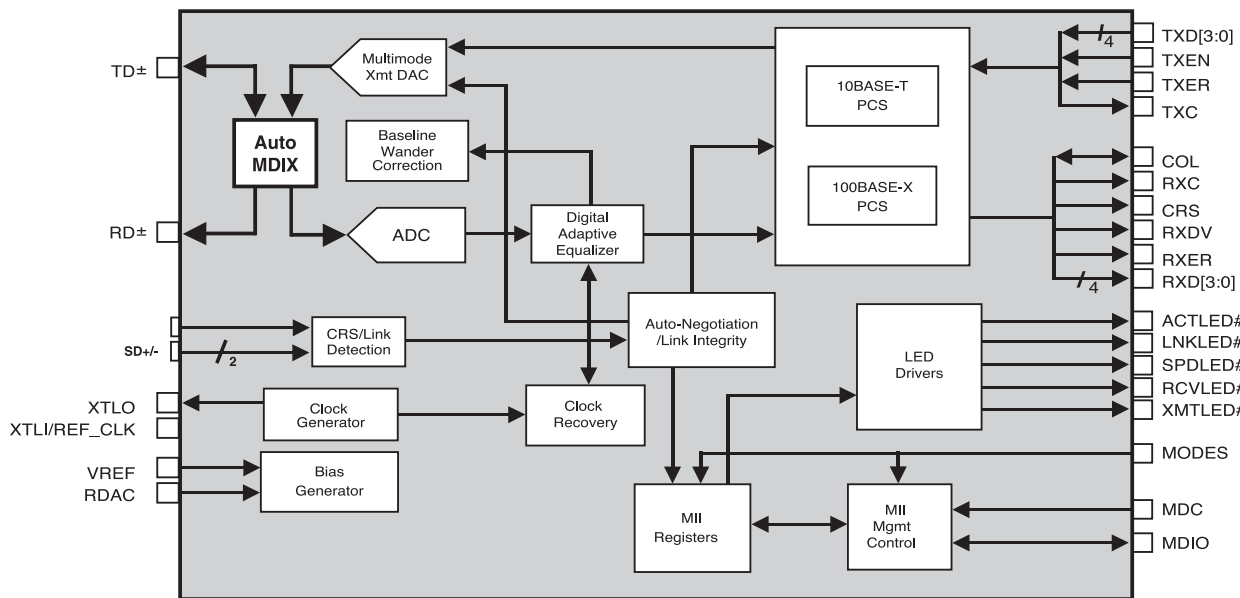 TD±
RD±
SD+/-
XTLO
XTLI/REF_CLK
VREF
RDAC
Multimode
Xmt DAC
Auto
MDIX
Baseline
Wander
Correction
ADC
Digital
Adaptive
Equalizer
CRS/Link
Detection
2
Clock
Generator
Bias
Generator
10BASE-T
PCS
100BASE-X
PCS
Auto-Negotiation
/Link Integrity
Clock
Recovery
LED
Drivers
MII
Registers
MII
Mgmt
Control
4
TXD[3:0]
TXEN
TXER
TXC
COL
RXC
CRS
RXDV
RXER
4
RXD[3:0]
ACTLED#
LNKLED#
SPDLED#
RCVLED#
XMTLED#
MODES
MDC
MDIO